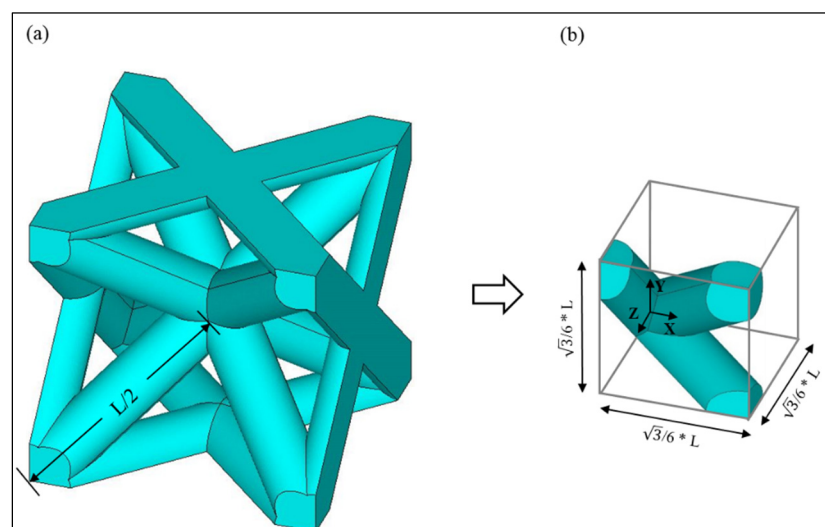 (a)
(b)
L/2
Y
Z
X
√3/6 * L
√3/6 * L
√3/6 * L